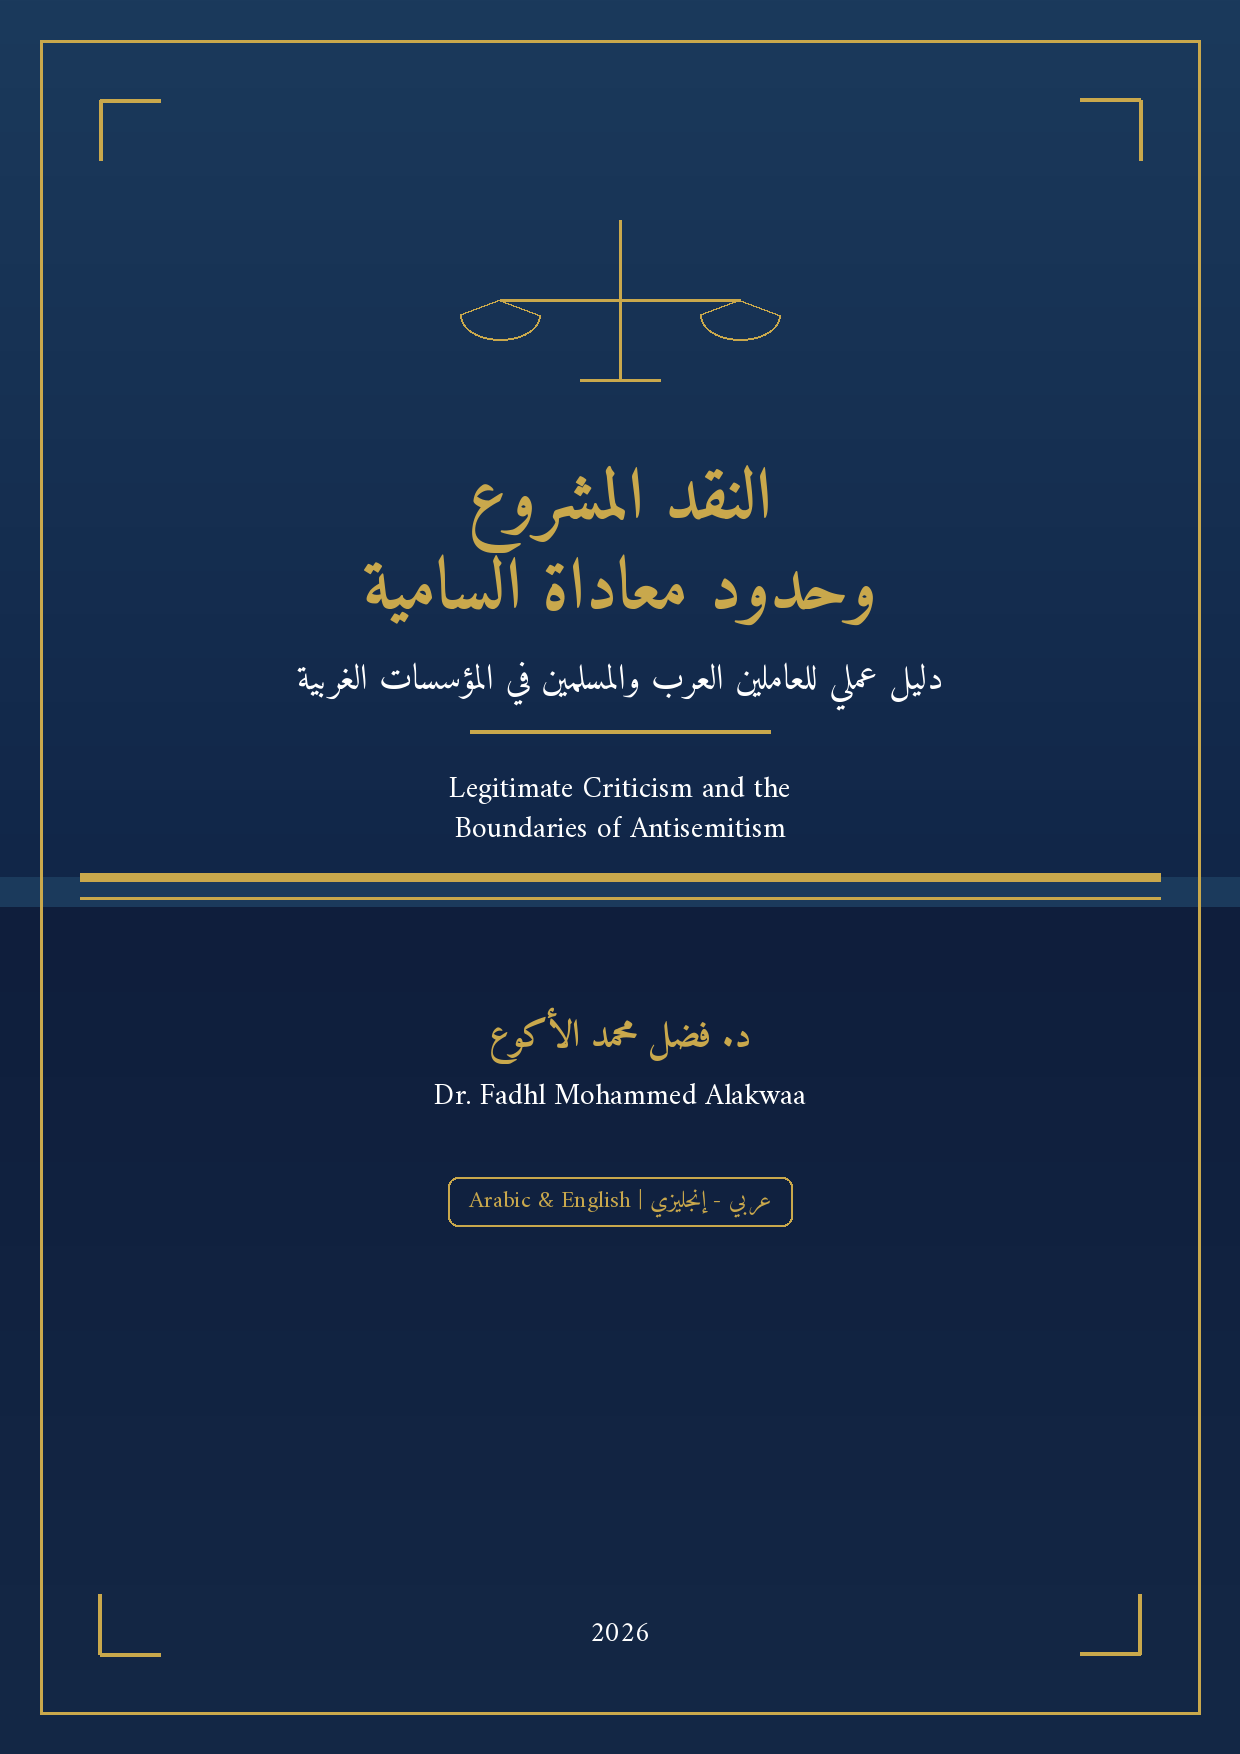 النقد المشروع
وحدود معاداة السامية
دليل عملي للعاملين العرب والمسلمين في المؤسسات الغربية
Legitimate Criticism and the
Boundaries of Antisemitism
د. فضل محمد الأكوع
Dr. Fadhl Mohammed Alakwaa
Arabic & English | عربي - إنجليزي
2026